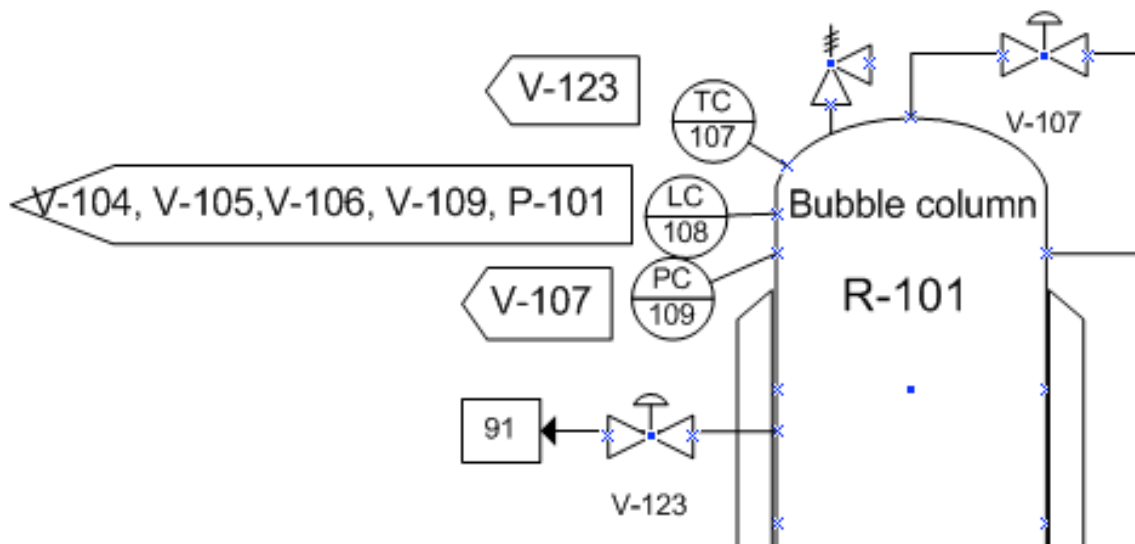 V-123
TC
107
V-107
V-104, V-105,V-106, V-109, P-101
LC
108
Bubble column
V-107
PC
109
R-101
91
V-123